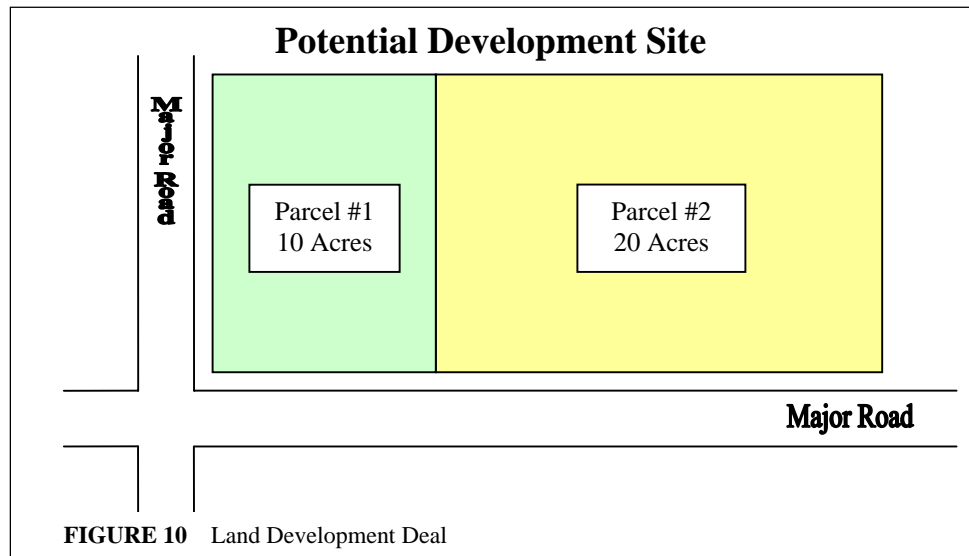 Potential Development Site
Major Road
Parcel #1
10 Acres
Parcel #2
20 Acres
Major Road
FIGURE 10 Land Development Deal